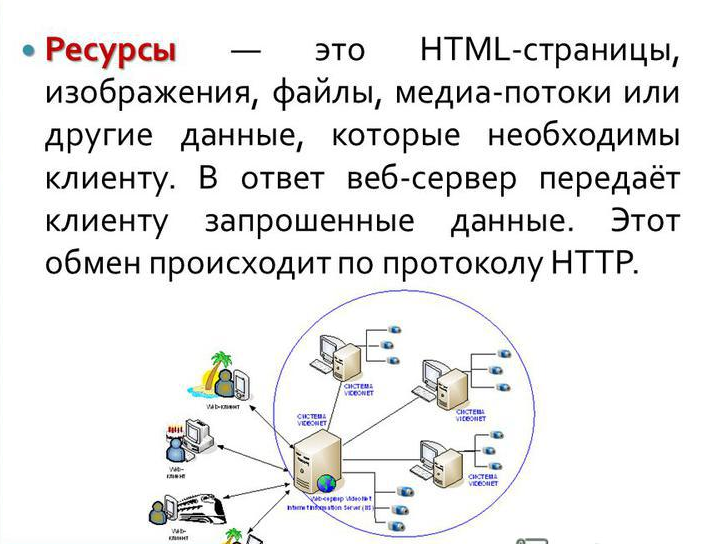 • Ресурсы — это HTML-страницы,
изображения, файлы, медиа-потоки или
другие данные, которые необходимы
клиенту. В ответ веб-сервер передаёт
клиенту запрошенные данные. Этот
обмен происходит по протоколу HTTP.
СИСТЕМА
VIDEONET
СИСТЕМА
VIDEONET
Web-клиент
СИСТЕМА
VIDEONET
Web-
клиент
СИСТЕМА
VIDEONET
Web-сервер VideoNet
Internet Information Server (IIS)
Web-
клиент